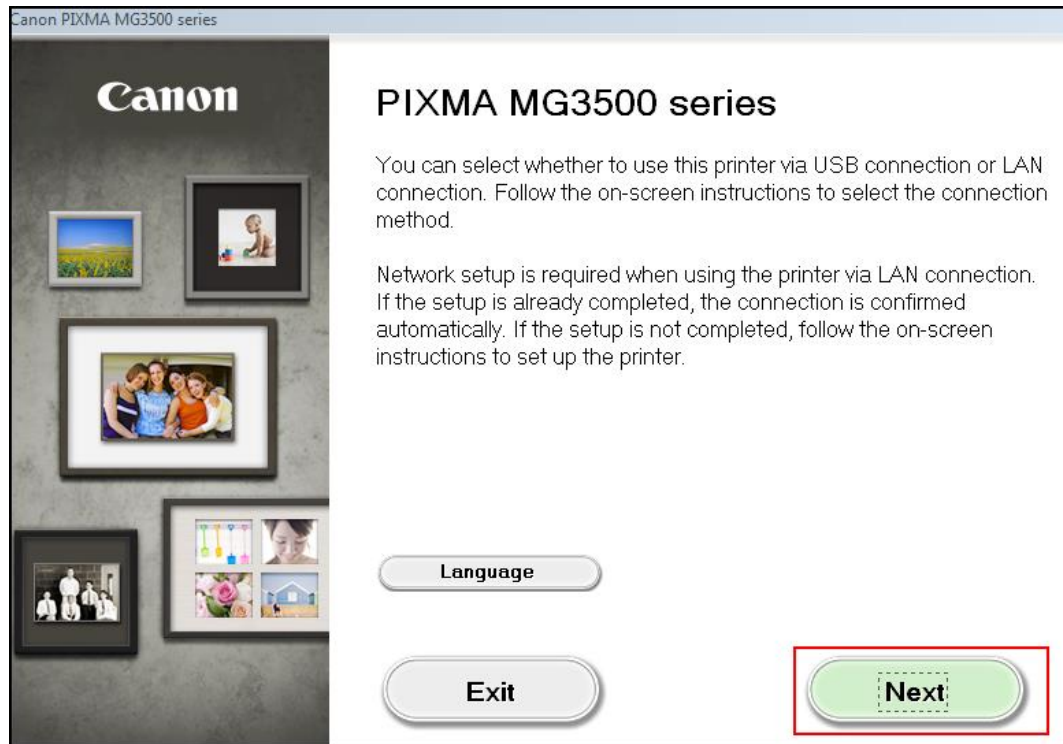 Canon PIXMA MG3500 series
Canon
PIXMA MG3500 series
You can select whether to use this printer via USB connection or LAN
connection. Follow the on-screen instructions to select the connection
method.
Network setup is required when using the printer via LAN connection.
If the setup is already completed, the connection is confirmed
automatically. If the setup is not completed, follow the on-screen
instructions to set up the printer.
Language
Exit
Next